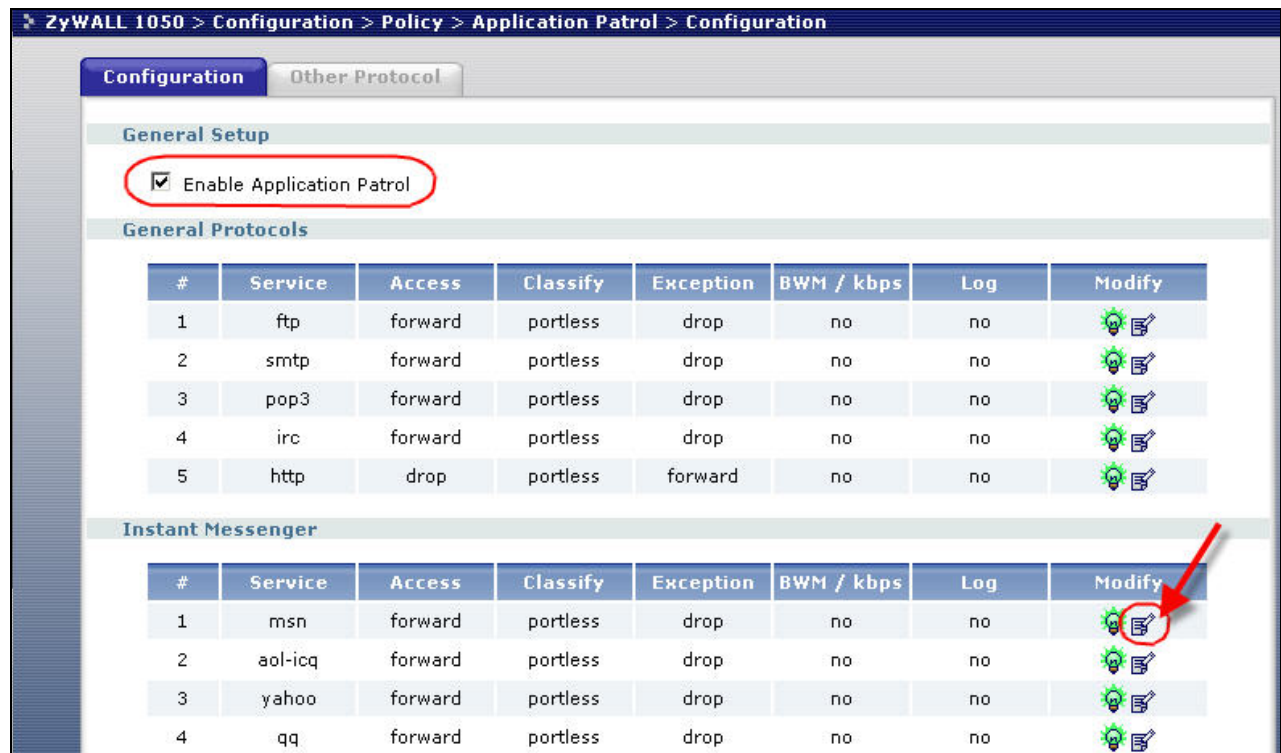 ZyWALL 1050 > Configuration > Policy > Application Patrol > Configuration
Configuration Other Protocol
General Setup
Enable Application Patrol
General Protocols
# Service Access Classify Exception BWM / kbps Log Modify
1 ftp forward portless drop no no
2 smtp forward portless drop no no
3 pop3 forward portless drop no no
4 irc forward portless drop no no
5 http drop portless forward no no
Instant Messenger
# Service Access Classify Exception BWM / kbps Log Modify
1 msn forward portless drop no no
2 aol-icq forward portless drop no no
3 yahoo forward portless drop no no
4 qq forward portless drop no no